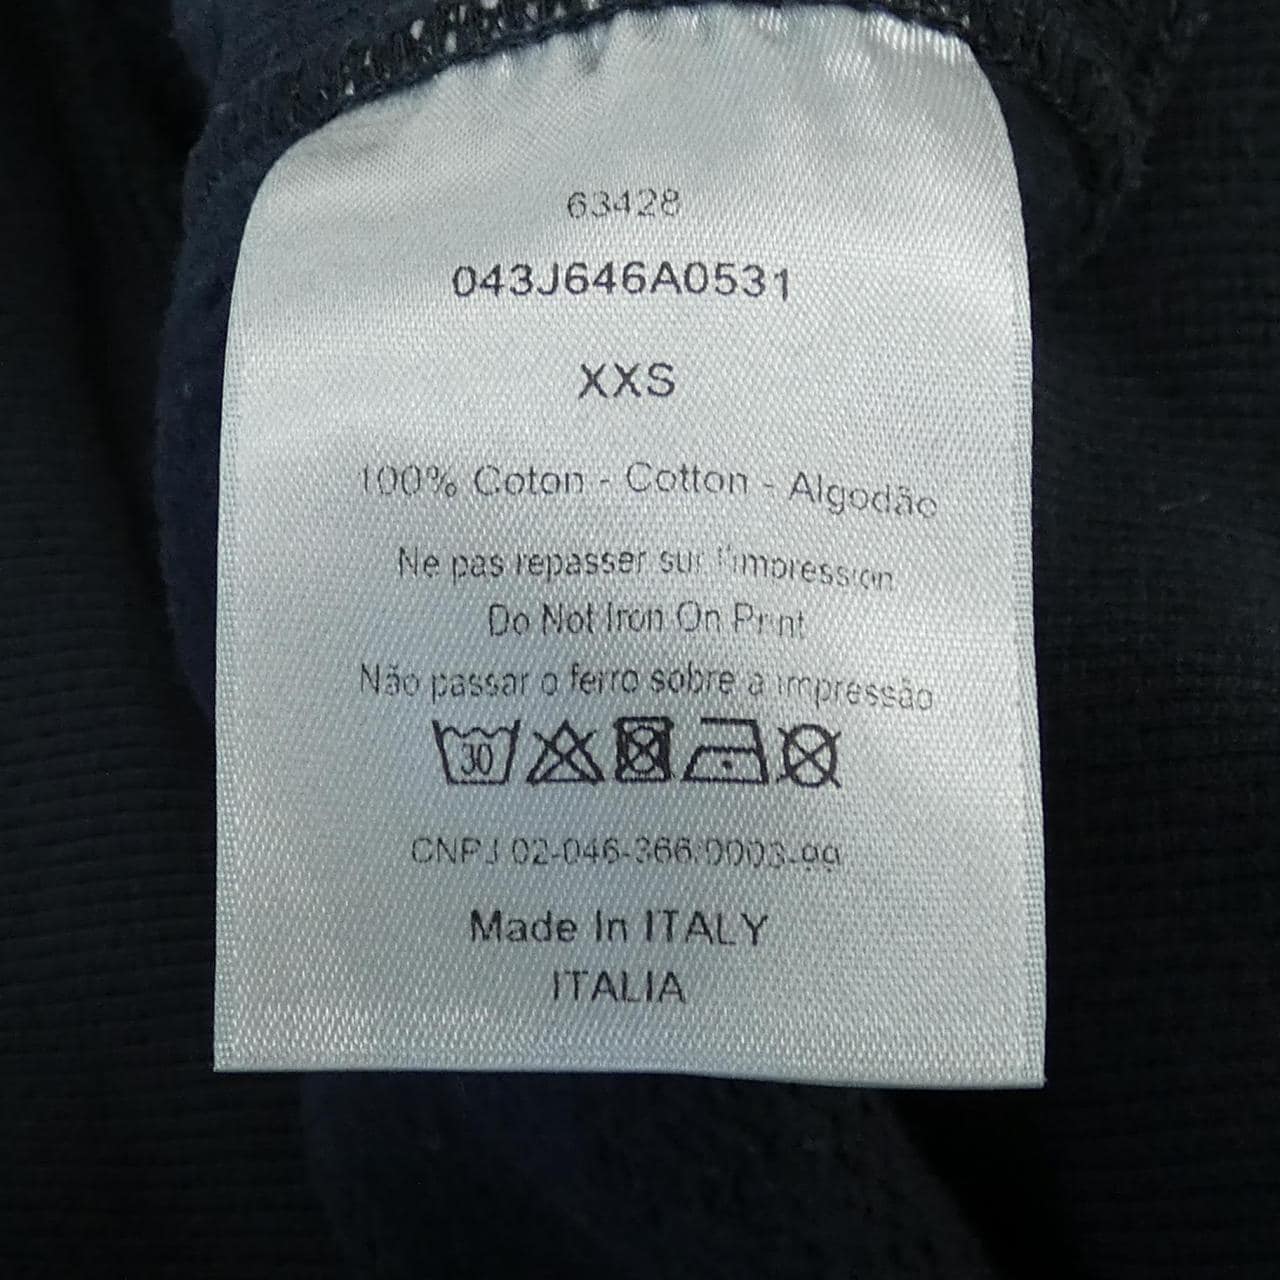 63428
043J646A0531
XXS
100% Coton - Cotton - Algodão
Ne pas repasser sur l'impression
Do Not Iron On Print
Não passar o ferro sobre a impressão
30
CNPJ 02-046-366/0003-99
Made In ITALY
ITALIA